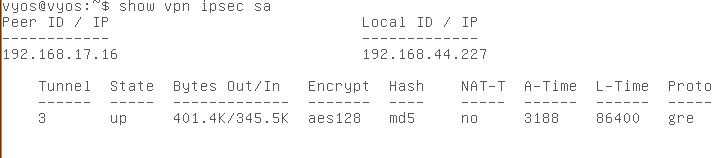 vyos@vyos:~$ show vpn ipsec sa
Peer ID / IP                            Local ID / IP
------------                            -------------
192.168.17.16                           192.168.44.227

    Tunnel  State  Bytes Out/In   Encrypt  Hash    NAT-T  A-Time  L-Time  Proto
    ------  -----  -------------  -------  ----    -----  ------  ------  -----
    3       up     401.4K/345.5K  aes128   md5     no     3188    86400   gre